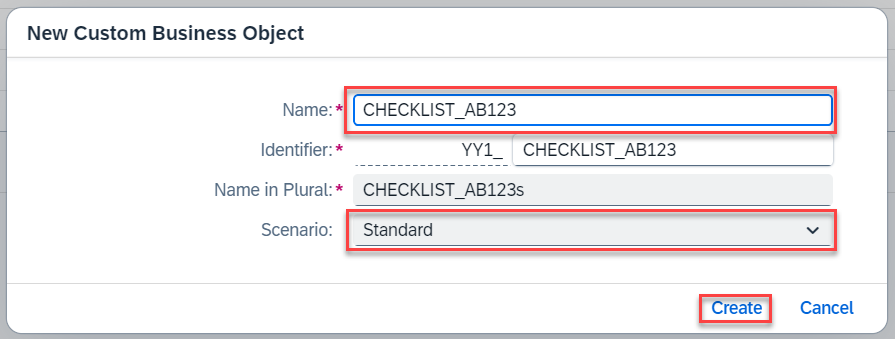 New Custom Business Object
Name:* CHECKLIST_AB123
Identifier:* YY1_ CHECKLIST_AB123
Name in Plural:* CHECKLIST_AB123s
Scenario: Standard
Create Cancel